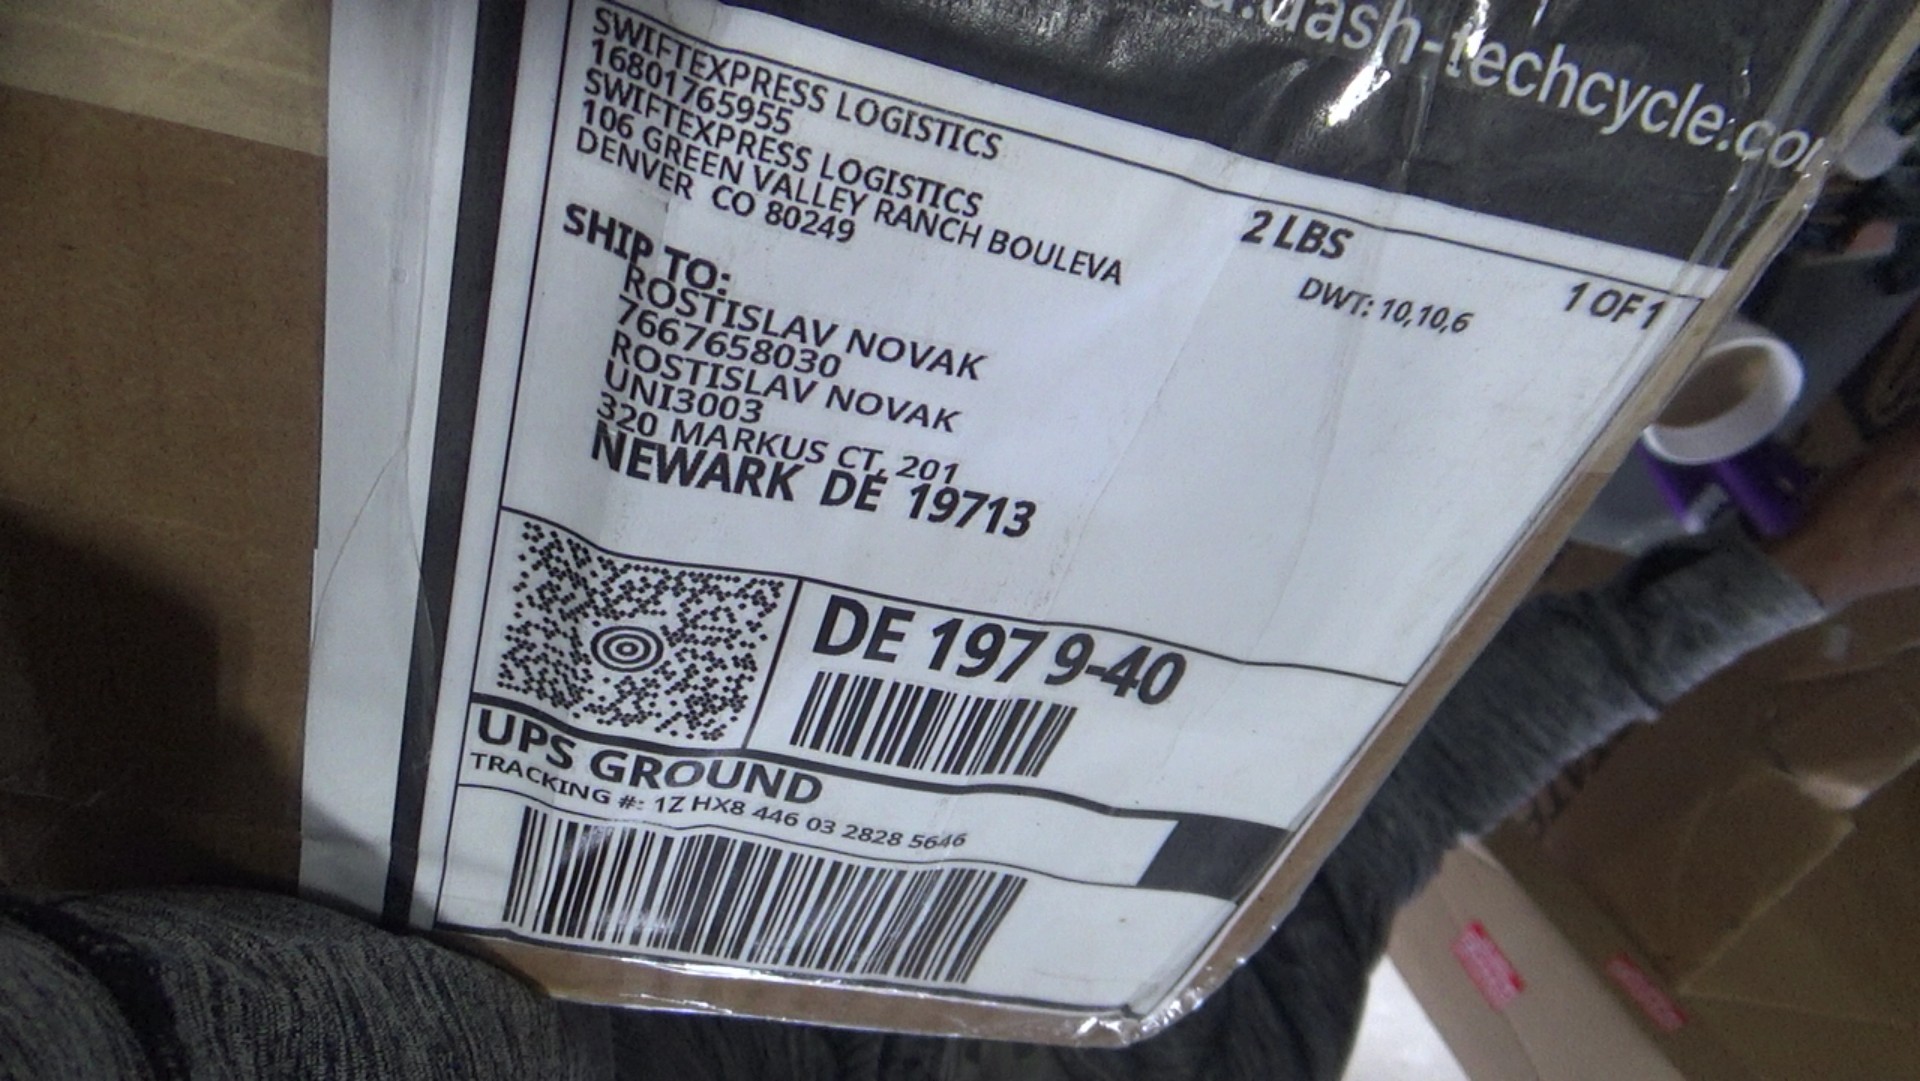 dash-techcycle.co
SWIFTEXPRESS LOGISTICS
16801765955
SWIFTEXPRESS LOGISTICS
106 GREEN VALLEY RANCH BOULEVA
DENVER CO 80249
2 LBS
1 OF 1
DWT: 10,10,6
SHIP TO:
ROSTISLAV NOVAK
7667658030
ROSTISLAV NOVAK
UNI3003
320 MARKUS CT, 201
NEWARK DE 19713
DE 197 9-40
UPS GROUND
TRACKING #: 1Z HX8 446 03 2828 5646